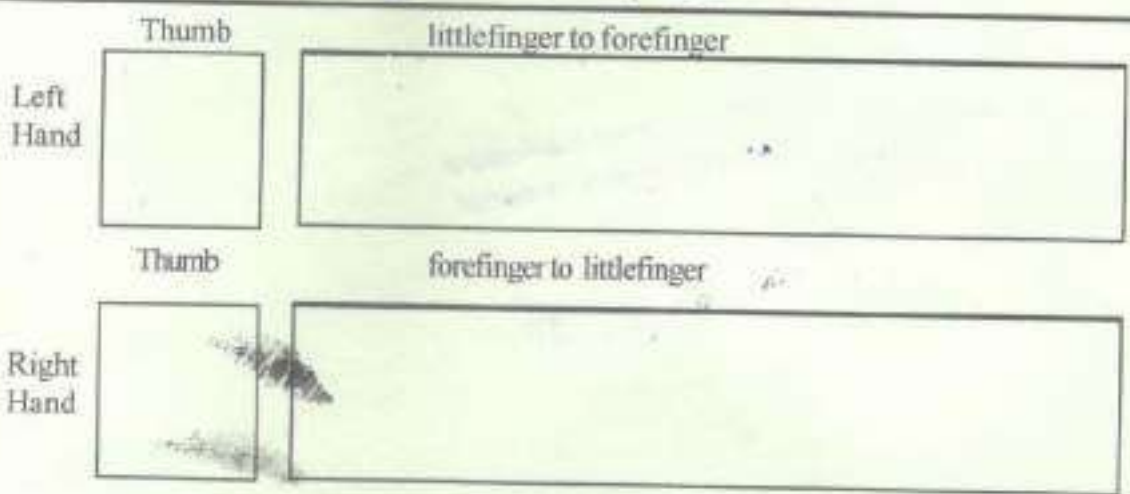 Thumb
littlefinger to forefinger
Left
Hand
Thumb
forefinger to littlefinger
Right
Hand